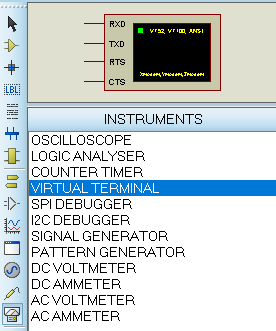 RXD
VT52, VT100, ANSI
TXD
RTS
CTS
Xmodem, Ymodem, Zmodem
LBL
INSTRUMENTS
OSCILLOSCOPE
LOGIC ANALYSER
COUNTER TIMER
VIRTUAL TERMINAL
SPI DEBUGGER
I2C DEBUGGER
SIGNAL GENERATOR
PATTERN GENERATOR
DC VOLTMETER
DC AMMETER
AC VOLTMETER
AC AMMETER